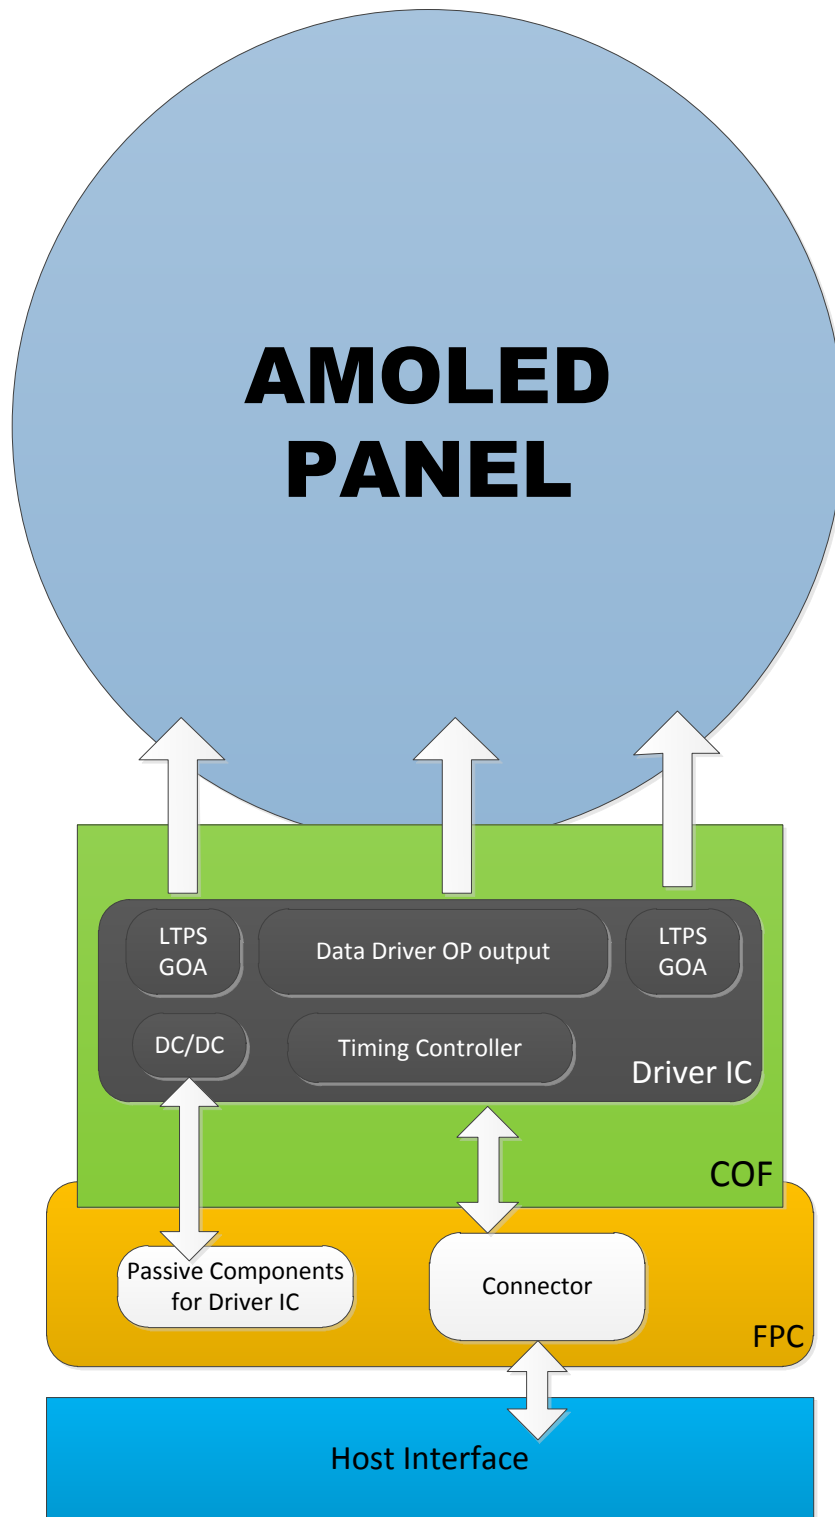 AMOLED
PANEL
LTPS
GOA
Data Driver OP output
LTPS
GOA
DC/DC
Timing Controller
Driver IC
COF
Passive Components
for Driver IC
Connector
FPC
Host Interface